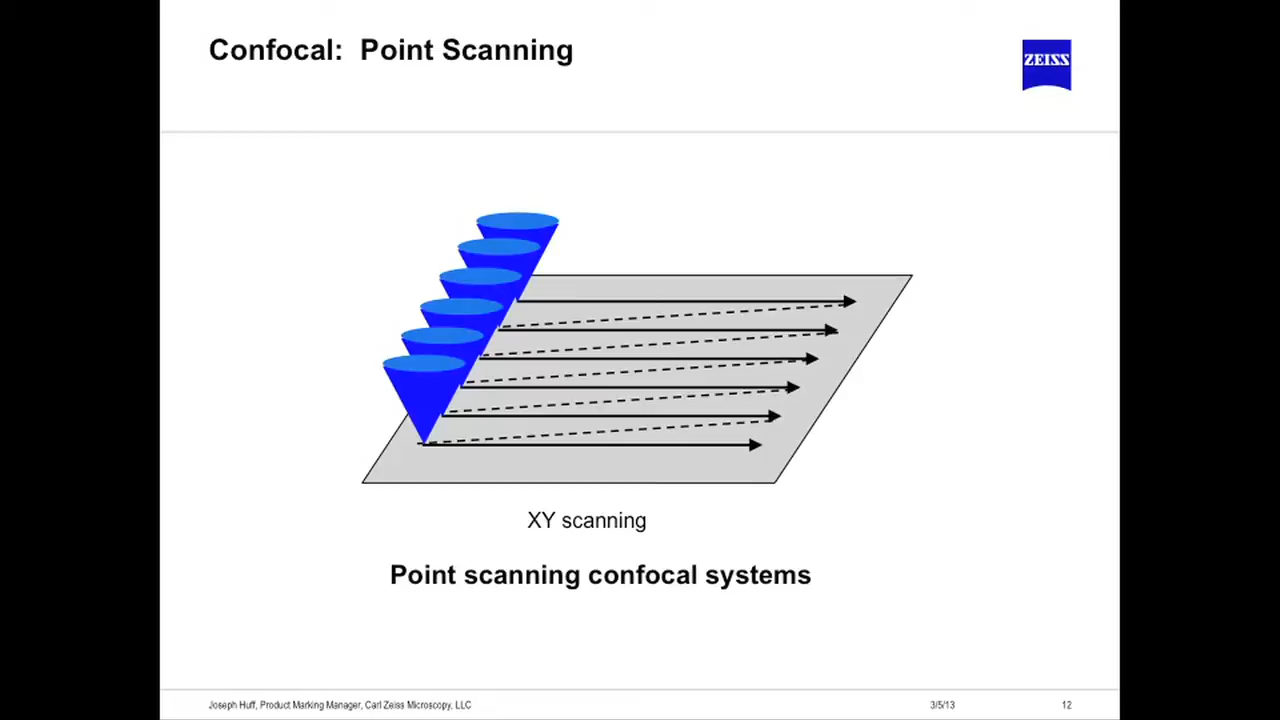 Confocal:  Point Scanning
ZEISS
XY scanning
Point scanning confocal systems
Joseph Huff, Product Marking Manager, Carl Zeiss Microscopy, LLC
3/5/13
12